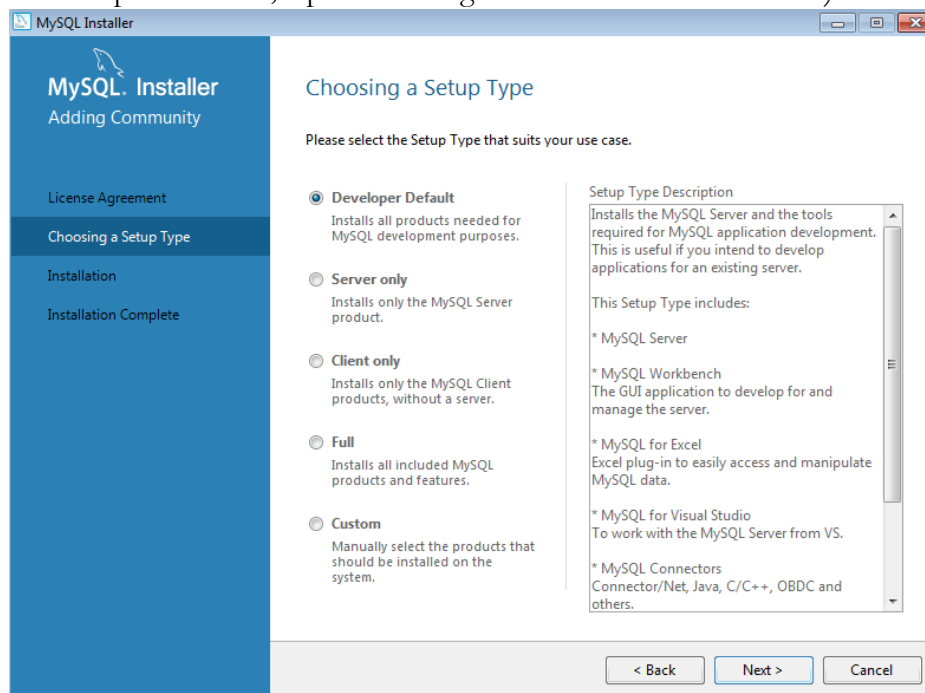 MySQL Installer
MySQL. Installer
Adding Community
License Agreement
Choosing a Setup Type
Installation
Installation Complete
Choosing a Setup Type
Please select the Setup Type that suits your use case.
Developer Default
Installs all products needed for
MySQL development purposes.
Server only
Installs only the MySQL Server
product.
Client only
Installs only the MySQL Client
products, without a server.
Full
Installs all included MySQL
products and features.
Custom
Manually select the products that
should be installed on the
system.
Setup Type Description
Installs the MySQL Server and the tools
required for MySQL application development.
This is useful if you intend to develop
applications for an existing server.
This Setup Type includes:
* MySQL Server
* MySQL Workbench
The GUI application to develop for and
manage the server.
* MySQL for Excel
Excel plug-in to easily access and manipulate
MySQL data.
* MySQL for Visual Studio
To work with the MySQL Server from VS.
* MySQL Connectors
Connector/Net, Java, C/C++, OBDC and
others.
< Back
Next >
Cancel